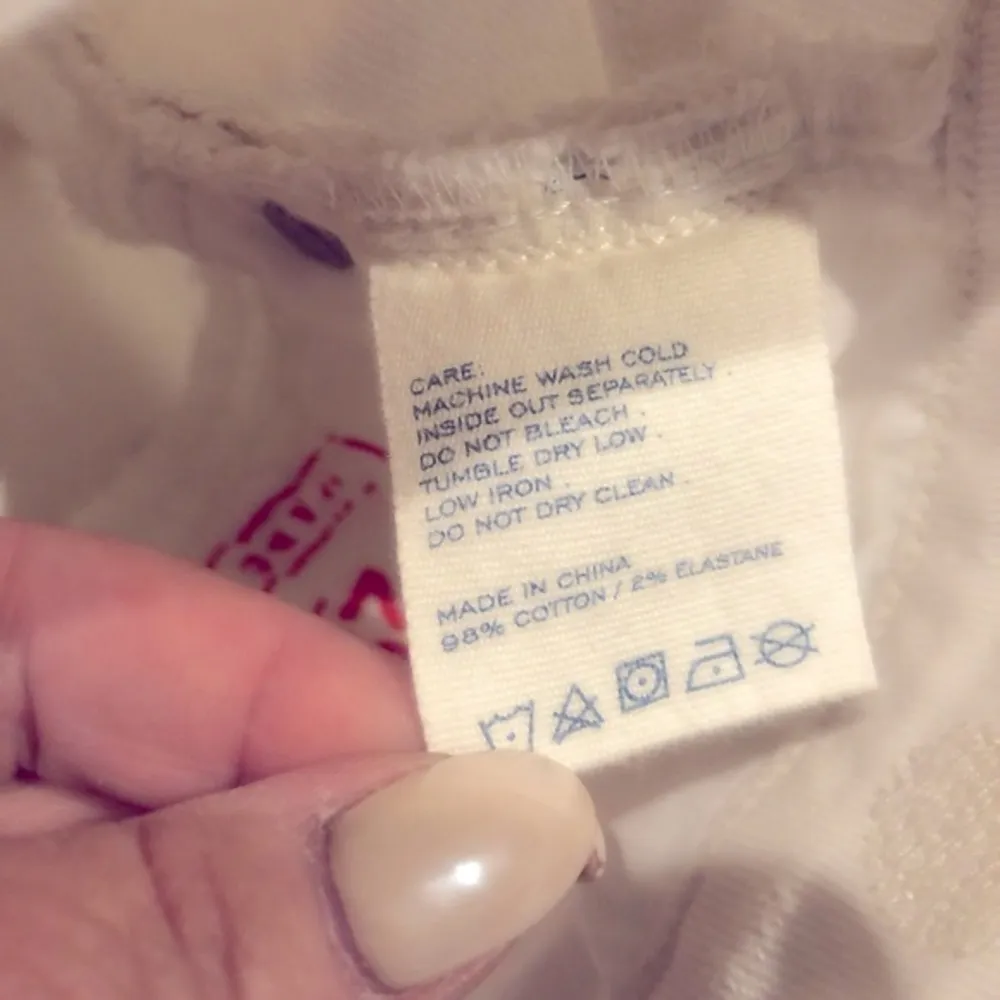 CARE:
MACHINE WASH COLD
INSIDE OUT SEPARATELY.
DO NOT BLEACH.
TUMBLE DRY LOW.
LOW IRON.
DO NOT DRY CLEAN.
MADE IN CHINA
98% COTTON / 2% ELASTANE